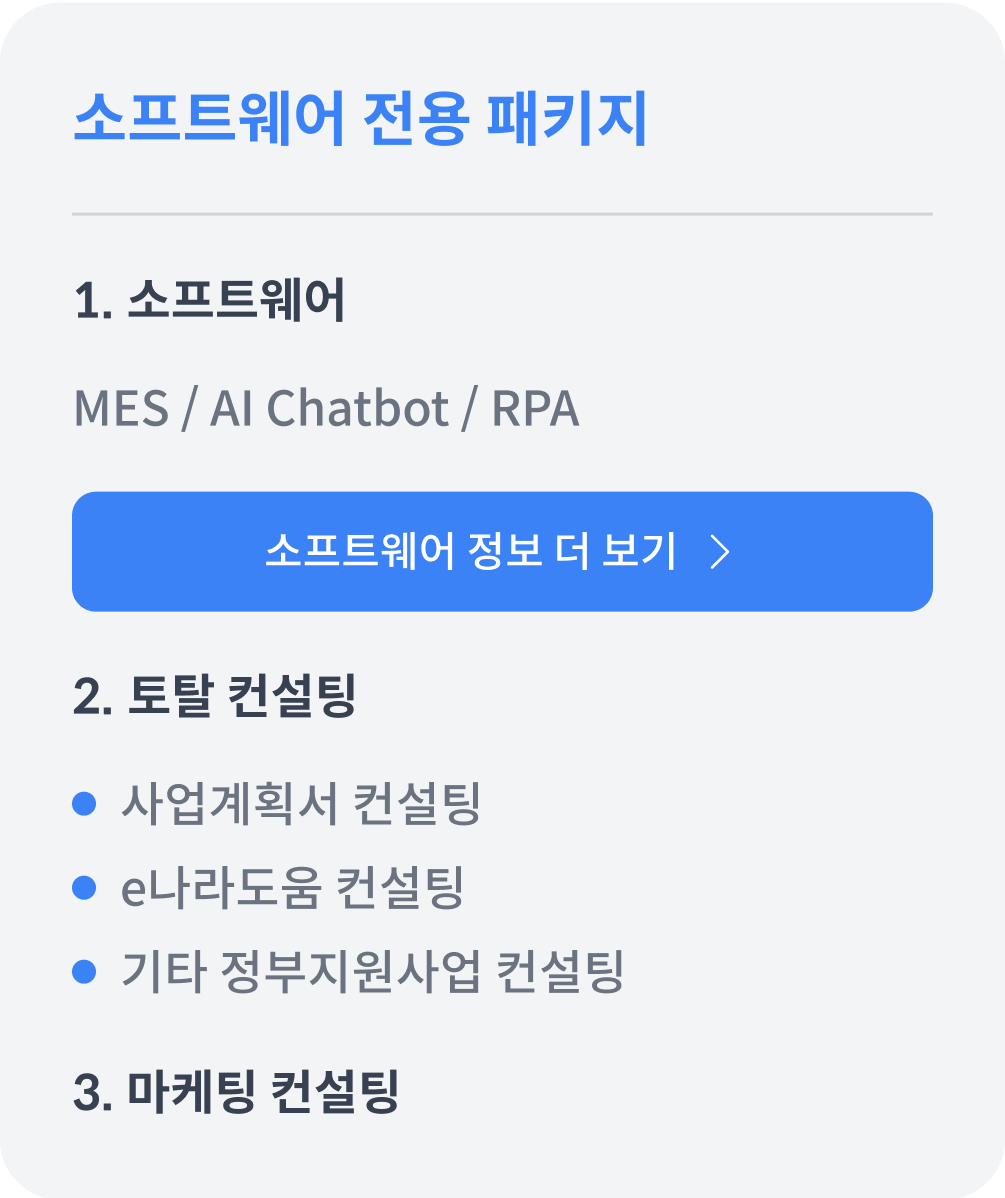 소프트웨어 전용 패키지
1. 소프트웨어
MES / AI Chatbot / RPA
소프트웨어 정보 더 보기
2. 토탈 컨설팅
사업계획서 컨설팅
e나라도움 컨설팅
기타 정부지원사업 컨설팅
3. 마케팅 컨설팅